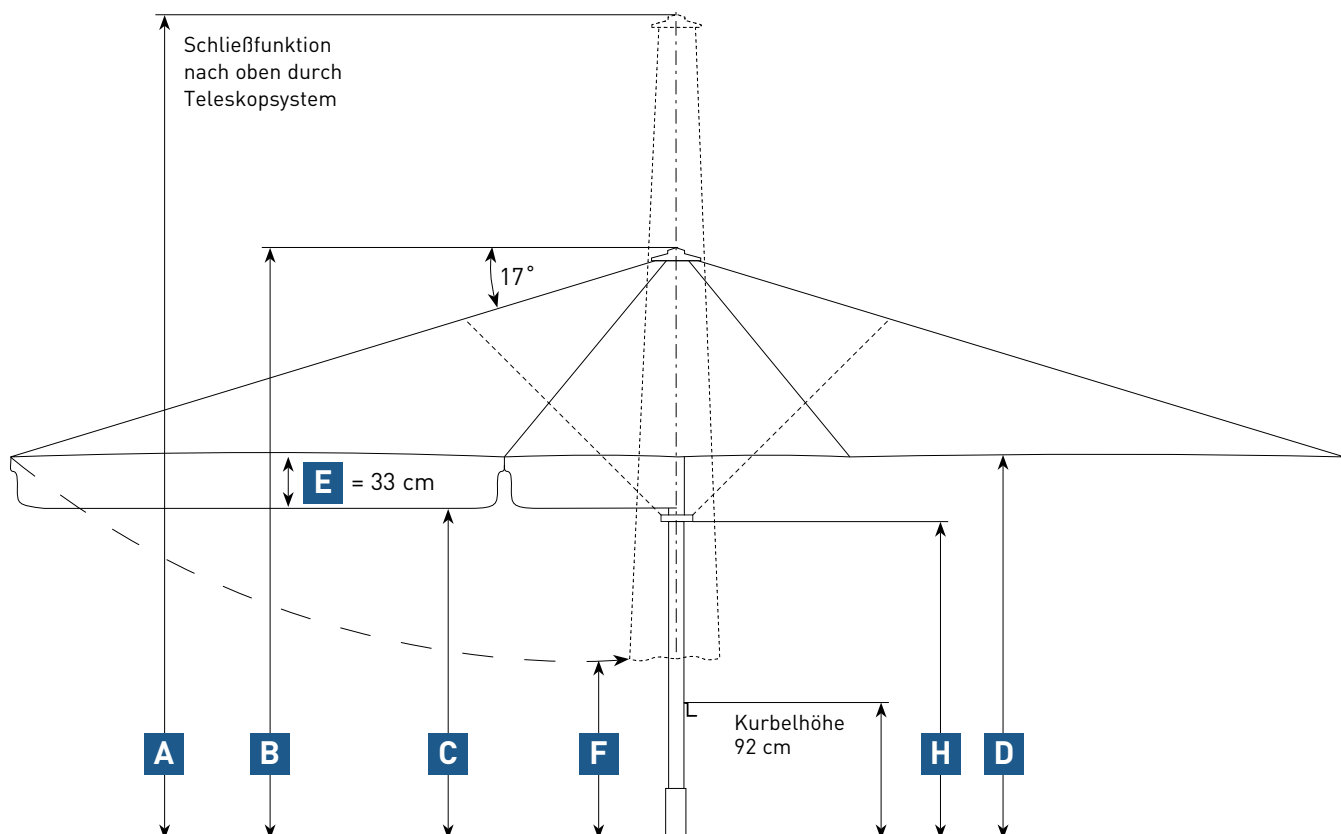 Schließfunktion
nach oben durch
Teleskopsystem
17°
E = 33 cm
Kurbelhöhe
92 cm
A
B
C
F
H
D